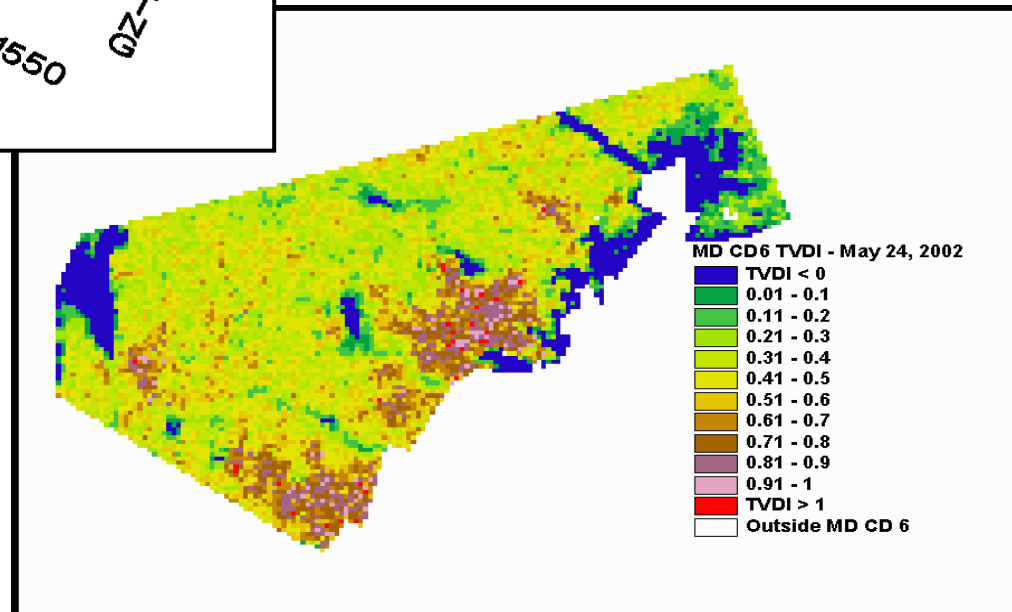 1550
GNI
MD CD6 TVDI - May 24, 2002
TVDI < 0
0.01 - 0.1
0.11 - 0.2
0.21 - 0.3
0.31 - 0.4
0.41 - 0.5
0.51 - 0.6
0.61 - 0.7
0.71 - 0.8
0.81 - 0.9
0.91 - 1
TVDI > 1
Outside MD CD 6